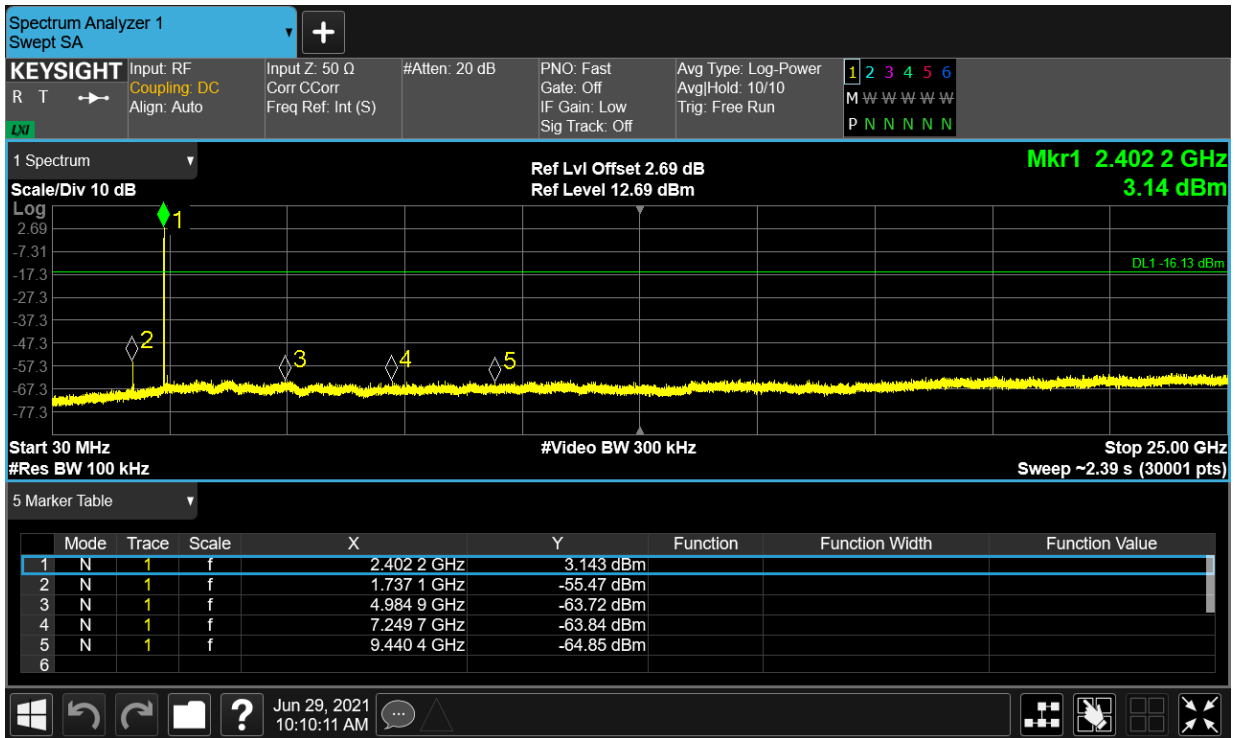 Spectrum Analyzer 1
Swept SA
+
KEYSIGHT
R T
LXI
Input: RF
Coupling: DC
Align: Auto
Input Z: 50 Ω
Corr CCorr
Freq Ref: Int (S)
#Atten: 20 dB
PNO: Fast
Gate: Off
IF Gain: Low
Sig Track: Off
Avg Type: Log-Power
Avg|Hold: 10/10
Trig: Free Run
1 2 3 4 5 6
M W W W W W
P N N N N N
1 Spectrum
Scale/Div 10 dB
Ref Lvl Offset 2.69 dB
Ref Level 12.69 dBm
Mkr1 2.402 2 GHz
3.14 dBm
Log
2.69
-7.31
-17.3
-27.3
-37.3
-47.3
-57.3
-67.3
-77.3
1
DL1 -16.13 dBm
2
3
4
5
Start 30 MHz
#Res BW 100 kHz
#Video BW 300 kHz
Stop 25.00 GHz
Sweep ~2.39 s (30001 pts)
5 Marker Table
Mode Trace Scale X Y Function Function Width Function Value
1 N 1 f 2.402 2 GHz 3.143 dBm
2 N 1 f 1.737 1 GHz -55.47 dBm
3 N 1 f 4.984 9 GHz -63.72 dBm
4 N 1 f 7.249 7 GHz -63.84 dBm
5 N 1 f 9.440 4 GHz -64.85 dBm
6
?
Jun 29, 2021
10:10:11 AM